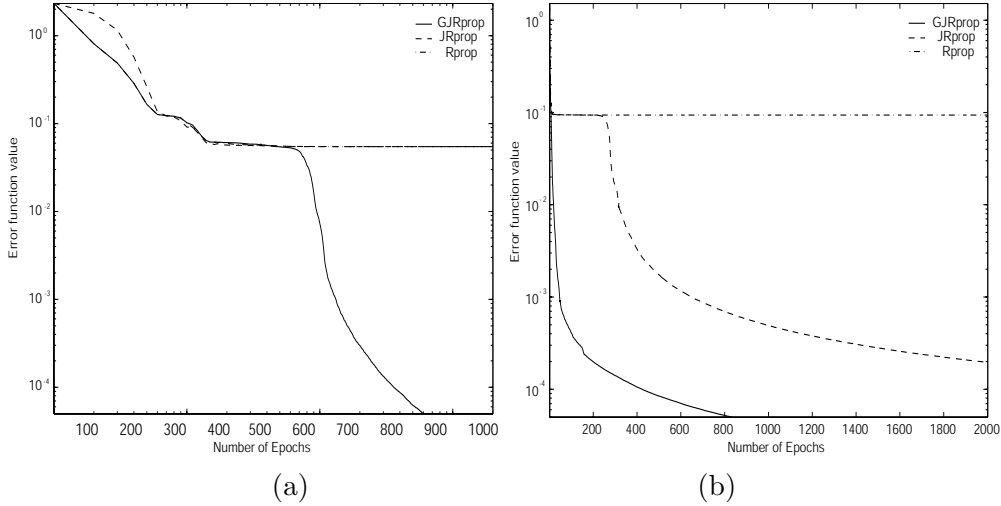 GJRprop
JRprop
Rprop
10^0
10^-1
10^-2
10^-3
10^-4
Error function value
100 200 300 400 500 600 700 800 900 1000
Number of Epochs
(a)
GJRprop
JRprop
Rprop
10^0
10^-1
10^-2
10^-3
10^-4
Error function value
200 400 600 800 1000 1200 1400 1600 1800 2000
Number of Epochs
(b)